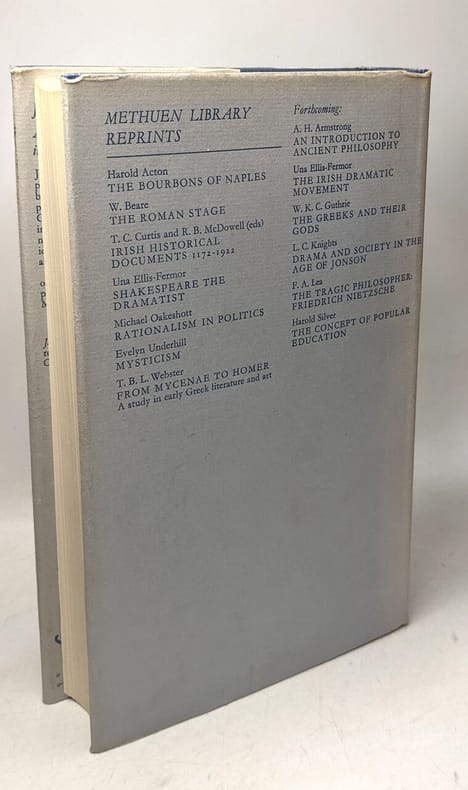 METHUEN LIBRARY
REPRINTS
Harold Acton
THE BOURBONS OF NAPLES
W. Beare
THE ROMAN STAGE
T. C. Curtis and R. B. McDowell (eds)
IRISH HISTORICAL
DOCUMENTS 1172-1922
Una Ellis-Fermor
SHAKESPEARE THE
DRAMATIST
Michael Oakeshott
RATIONALISM IN POLITICS
Evelyn Underhill
MYSTICISM
T. B. L. Webster
FROM MYCENAE TO HOMER
A study in early Greek literature and art
Forthcoming:
A. H. Armstrong
AN INTRODUCTION TO
ANCIENT PHILOSOPHY
Una Ellis-Fermor
THE IRISH DRAMATIC
MOVEMENT
W. K. C. Guthrie
THE GREEKS AND THEIR
GODS
L. C. Knights
DRAMA AND SOCIETY IN THE
AGE OF JONSON
F. A. Lea
THE TRAGIC PHILOSOPHER:
FRIEDRICH NIETZSCHE
Harold Silver
THE CONCEPT OF POPULAR
EDUCATION